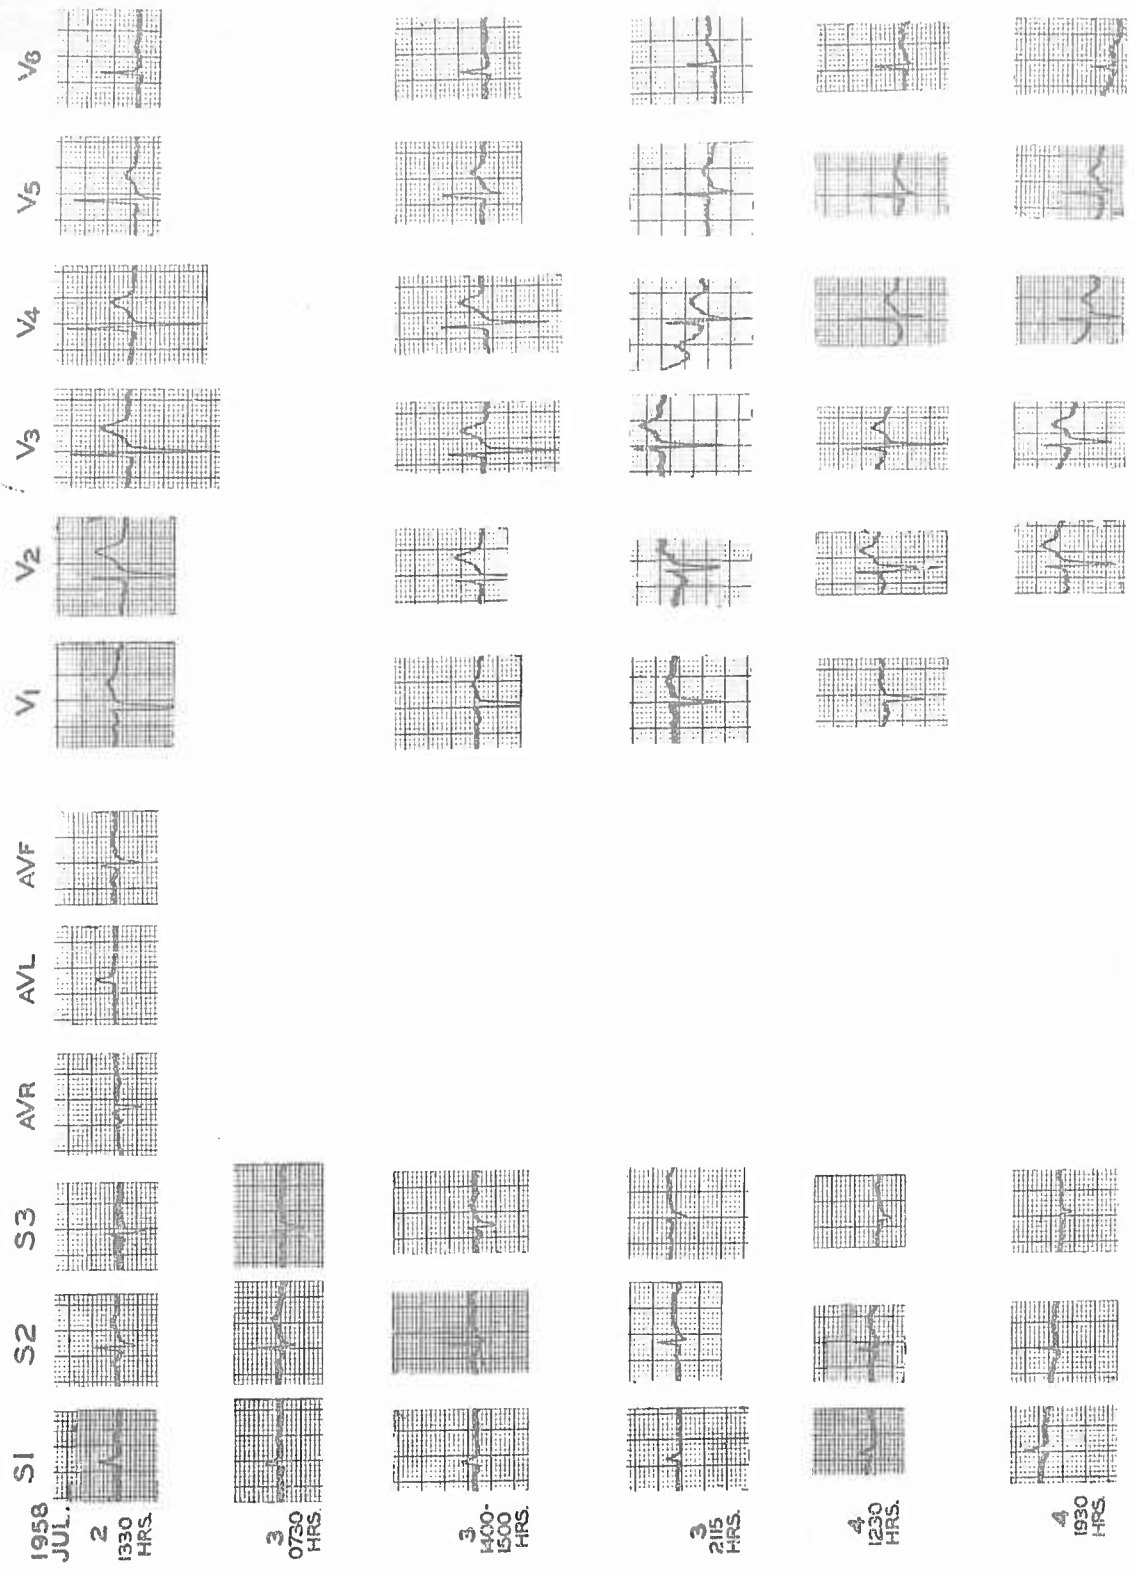 1958
JUL.
S1 S2 S3 AVR AVL AVF V1 V2 V3 V4 V5 V6
2
1330
HRS.
3
0730
HRS.
3
1400-
1500
HRS.
3
2115
HRS.
4
1230
HRS.
4
1930
HRS.